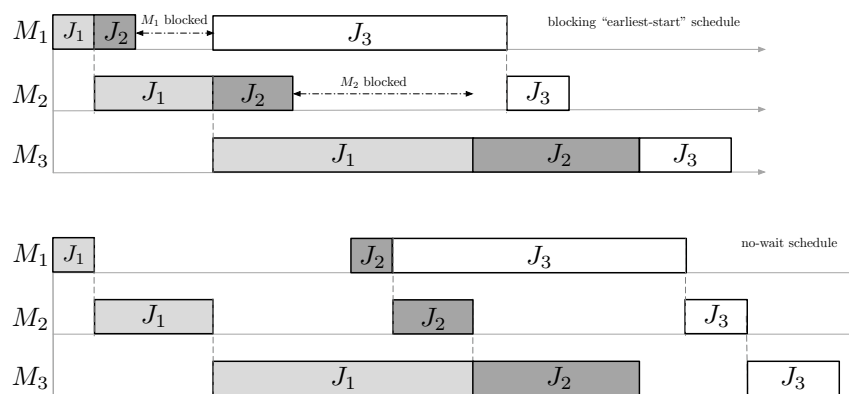 M₁ J₁ J₂ M₁ blocked J₃ blocking “earliest-start” schedule
M₂ J₁ J₂ M₂ blocked J₃
M₃ J₁ J₂ J₃
M₁ J₁ J₂ J₃ no-wait schedule
M₂ J₁ J₂ J₃
M₃ J₁ J₂ J₃